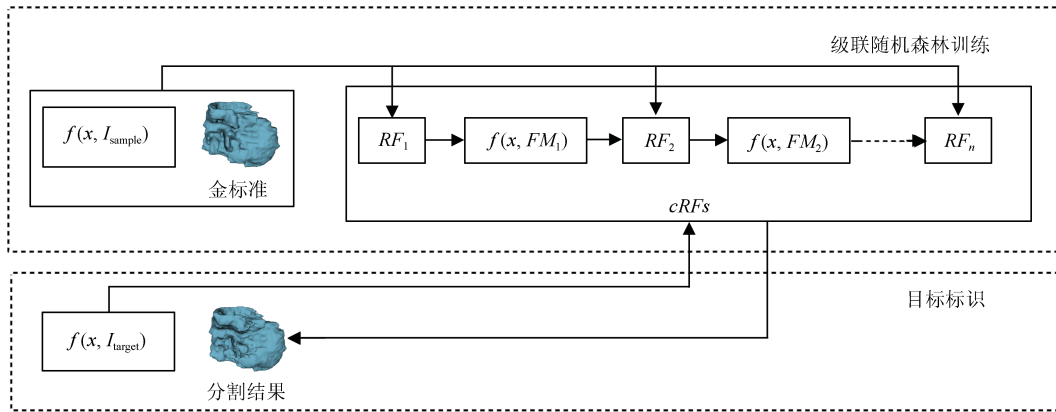 级联随机森林训练
f(x, I_sample)
金标准
RF_1
f(x, FM_1)
RF_2
f(x, FM_2)
RF_n
cRFs
目标标识
f(x, I_target)
分割结果